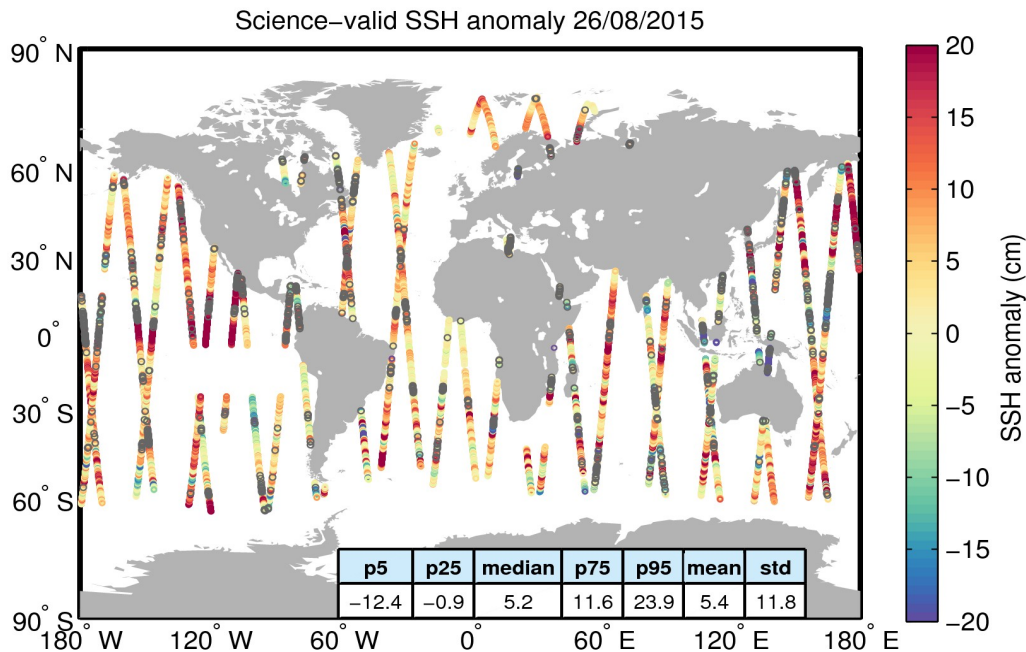 Science−valid SSH anomaly 26/08/2015
90° N
60° N
30° N
0°
30° S
60° S
90° S
180° W
120° W
60° W
0°
60° E
120° E
180° E
p5 p25 median p75 p95 mean std
−12.4 −0.9 5.2 11.6 23.9 5.4 11.8
20
15
10
5
0
−5
−10
−15
−20
SSH anomaly (cm)